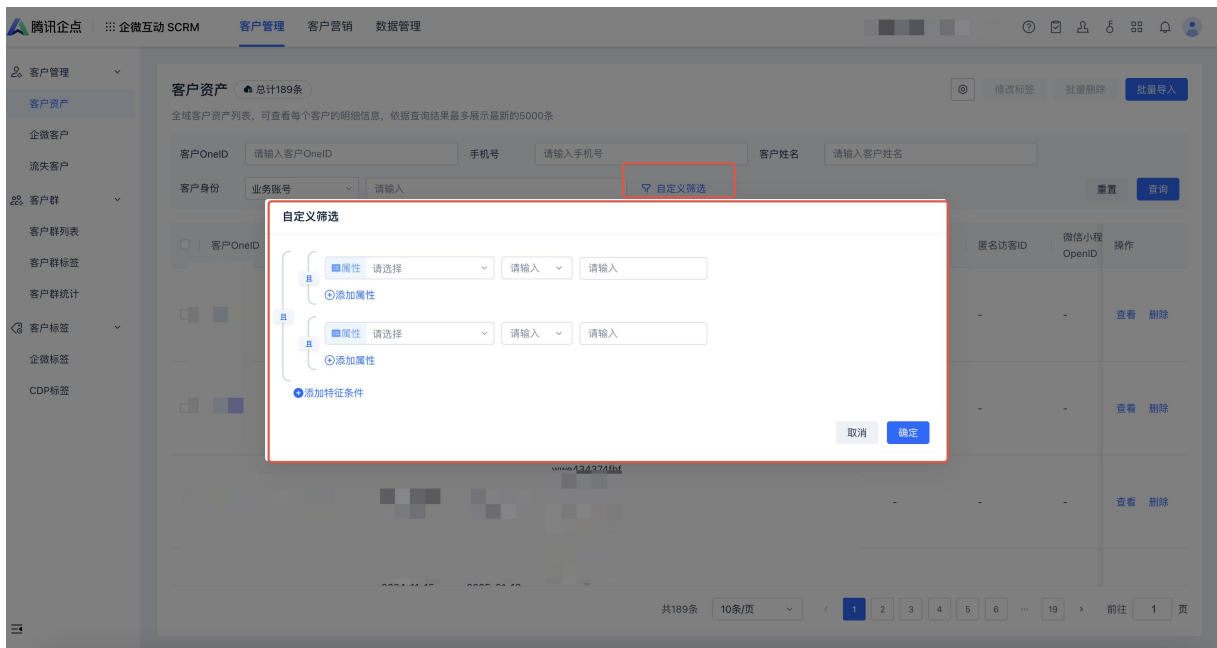 腾讯企点 企微互动 SCRM 客户管理 客户营销 数据管理
客户管理
客户资产
企微客户
流失客户
客户群
客户群列表
客户群标签
客户群统计
客户标签
企微标签
CDP标签
客户资产 总计189条 修改标签 批量删除 批量导入
全域客户资产列表，可查看每个客户的明细信息，依据查询结果最多展示最新的5000条
客户OneID 请输入客户OneID 手机号 请输入手机号 客户姓名 请输入客户姓名
客户身份 业务账号 请输入 自定义筛选 重置 查询
自定义筛选
客户OneID 匿名访客ID 微信小程 操作
OpenID
且 属性 请选择 请输入 请输入
添加属性
且
且 属性 请选择 请输入 请输入
添加属性
添加特征条件
取消 确定
- - 查看 删除
- - 查看 删除
- - - 查看 删除
共189条 10条/页 1 2 3 4 5 6 ... 19 前往 1 页